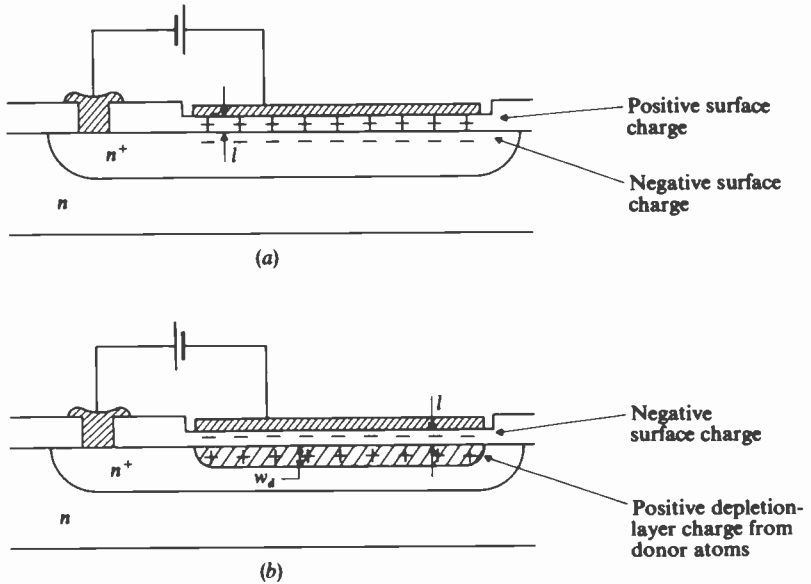 Positive surface
charge
l
n+
Negative surface
charge
n
(a)
l
Negative
surface charge
n+
wd
Positive depletion-
layer charge from
donor atoms
n
(b)